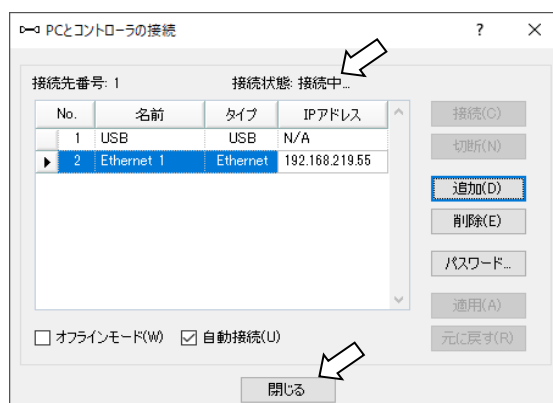 PCとコントローラの接続
接続先番号: 1 接続状態: 接続中...
No. 名前 タイプ IPアドレス
1 USB USB N/A
2 Ethernet 1 Ethernet 192.168.219.55
接続(C)
切断(N)
追加(D)
削除(E)
パスワード...
適用(A)
元に戻す(R)
オフラインモード(W) 自動接続(U)
閉じる